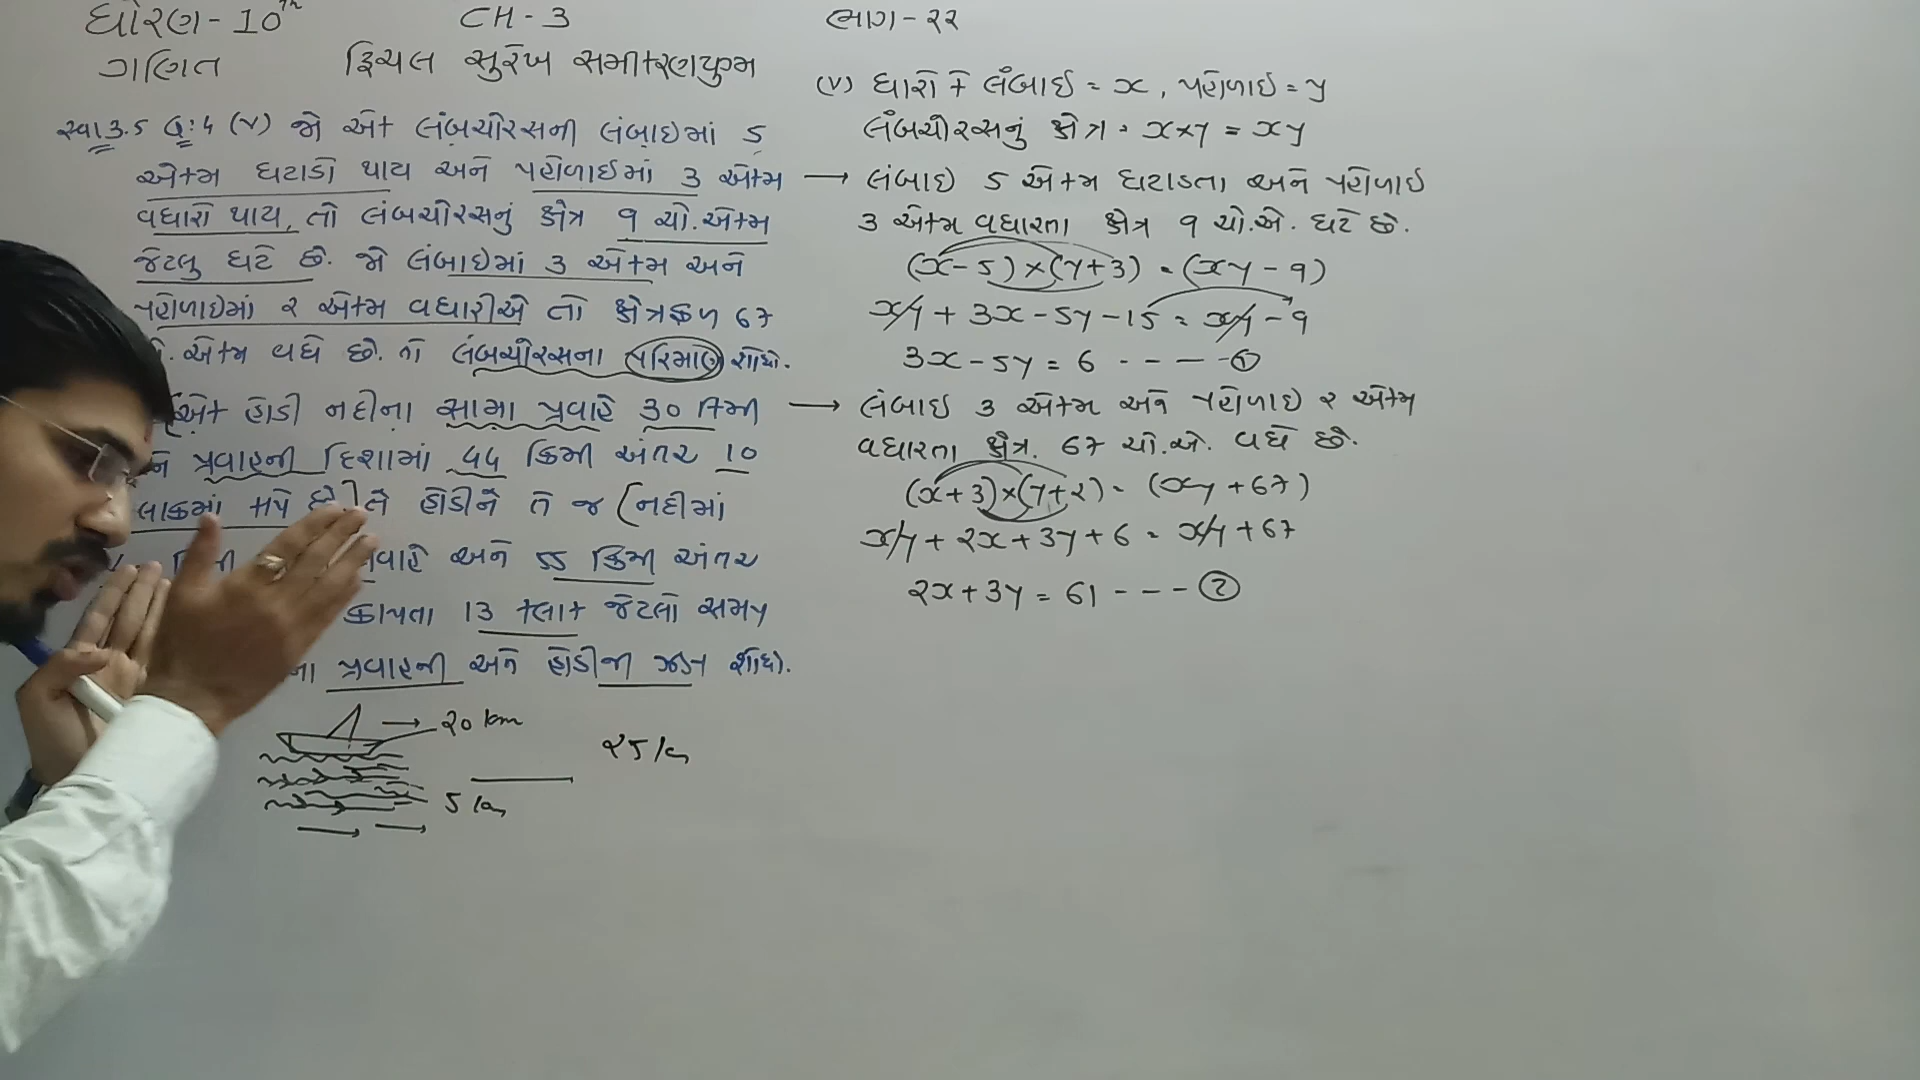 ધોરણ - 10th
CH - 3
ભાગ - ૨૨
ગણિત
દ્વિચલ સુરેખ સમીકરણયુગ્મ
સ્વા 3.5 Q:4 (v) જો એક લંબચોરસની લંબાઇમાં 5
એકમ ઘટાડો થાય અને પહોળાઇમાં 3 એકમ
વધારો થાય, તો લંબચોરસનું ક્ષેત્ર ૧ ચો.એકમ
જેટલુ ઘટે છે. જો લંબાઇમાં 3 એકમ અને
પહોળાઇમાં ૨ એકમ વધારીએ તો ક્ષેત્રફળ 67
. એકમ વધે છે. તો લંબચોરસના પરિમાણ શોધો.
[એક હોડી નદીના સામા પ્રવાહે 30 કિમી
પ્રવાહની દિશામાં 44 કિમી અંતર 10
કલાકમાં કાપે છે.] તે હોડીને તે જ (નદીમાં
પ્રવાહે અને 55 કિમી અંતર
કાપતા 13 કલાક જેટલો સમય
પ્રવાહની અને હોડીની ઝડપ શોધો.
20 km
25 km
5 km
(v) ધારો કે લંબાઇ = x, પહોળાઇ = y
લંબચોરસનું ક્ષેત્ર = x×y = xy
→ લંબાઇ 5 એકમ ઘટાડતા અને પહોળાઇ
3 એકમ વધારતા ક્ષેત્ર ૧ ચો.એ. ઘટે છે.
(x-5)×(y+3) = (xy-9)
xy + 3x - 5y - 15 = xy - 9
3x - 5y = 6 - - - - ①
→ લંબાઇ 3 એકમ અને પહોળાઇ ૨ એકમ
વધારતા ક્ષેત્ર. 67 ચો.એ. વધે છે.
(x+3)×(y+2) = (xy+67)
xy + 2x + 3y + 6 = xy + 67
2x + 3y = 61 - - - ②